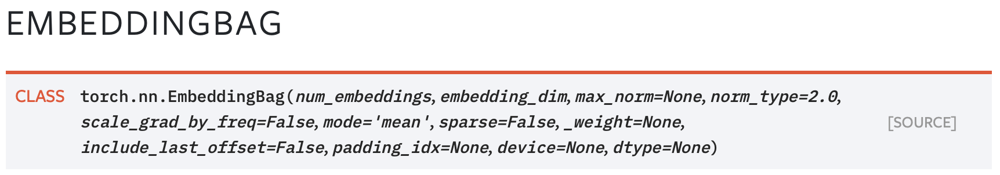 EMBEDDINGBAG
CLASS torch.nn.EmbeddingBag(num_embeddings, embedding_dim, max_norm=None, norm_type=2.0,
scale_grad_by_freq=False, mode='mean', sparse=False, _weight=None,
[SOURCE]
include_last_offset=False, padding_idx=None, device=None, dtype=None)